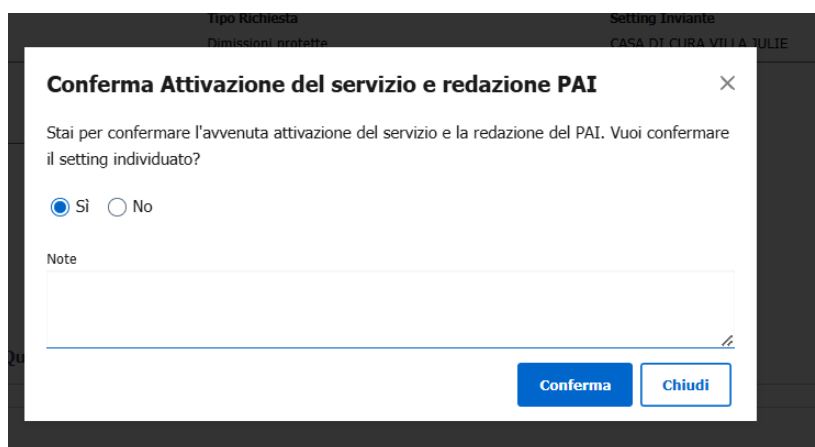 Tipo Richiesta Setting Inviante
Dimissioni protette CASA DI CURA VILLA JULIE
Conferma Attivazione del servizio e redazione PAI
Stai per confermare l'avvenuta attivazione del servizio e la redazione del PAI. Vuoi confermare
il setting individuato?
Sì No
Note
Qu
Conferma Chiudi